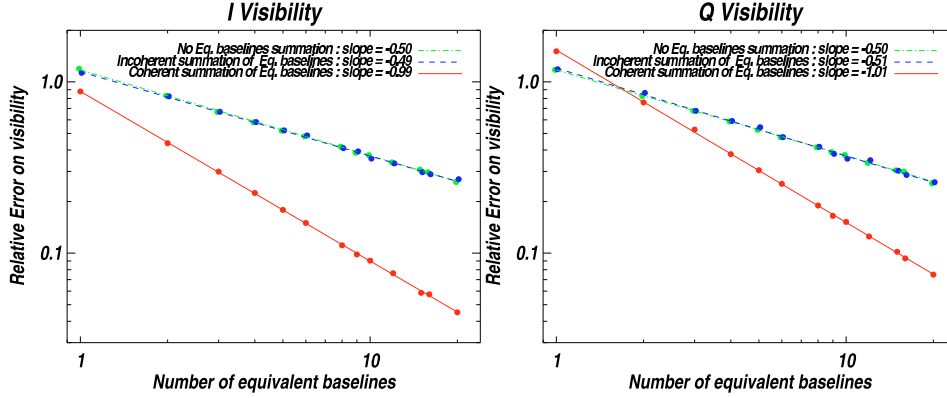 I Visibility
No Eq. baselines summation : slope = -0.50
Incoherent summation of Eq. baselines : slope = -0.49
Coherent summation of Eq. baselines : slope = -0.99
1.0
0.1
Relative Error on visibility
1
10
Number of equivalent baselines
Q Visibility
No Eq. baselines summation : slope = -0.50
Incoherent summation of Eq. baselines : slope = -0.51
Coherent summation of Eq. baselines : slope = -1.01
1.0
0.1
Relative Error on visibility
1
10
Number of equivalent baselines